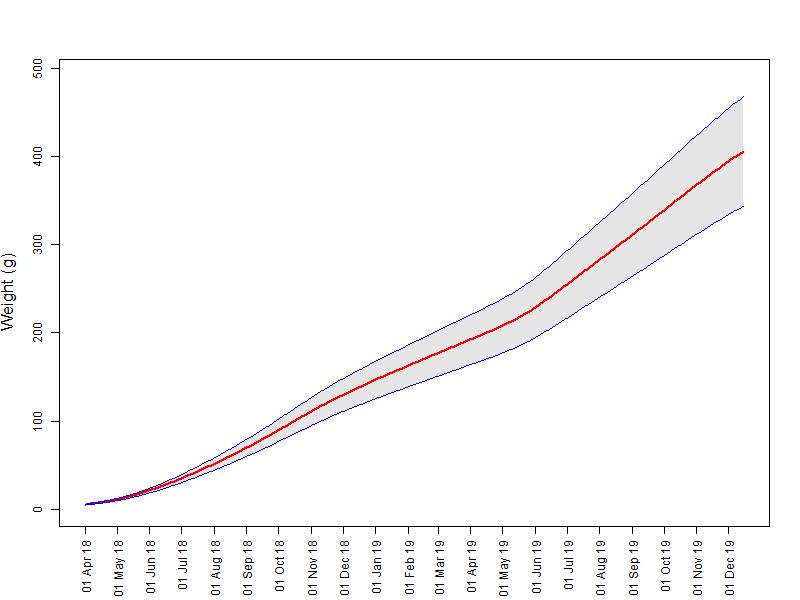 Weight (g)
500
400
300
200
100
0
01 Apr 18
01 May 18
01 Jun 18
01 Jul 18
01 Aug 18
01 Sep 18
01 Oct 18
01 Nov 18
01 Dec 18
01 Jan 19
01 Feb 19
01 Mar 19
01 Apr 19
01 May 19
01 Jun 19
01 Jul 19
01 Aug 19
01 Sep 19
01 Oct 19
01 Nov 19
01 Dec 19